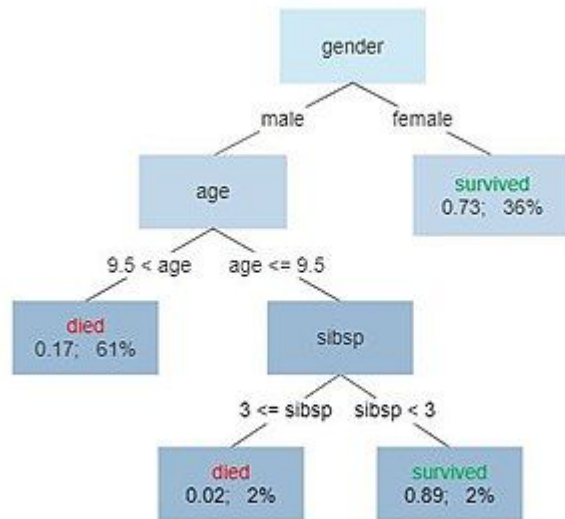 gender
male
female
age
survived
0.73; 36%
9.5 < age
age <= 9.5
died
0.17; 61%
sibsp
3 <= sibsp
sibsp < 3
died
0.02; 2%
survived
0.89; 2%